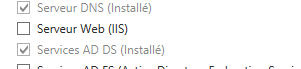 Serveur DNS (Installé)
Serveur Web (IIS)
Services AD DS (Installé)